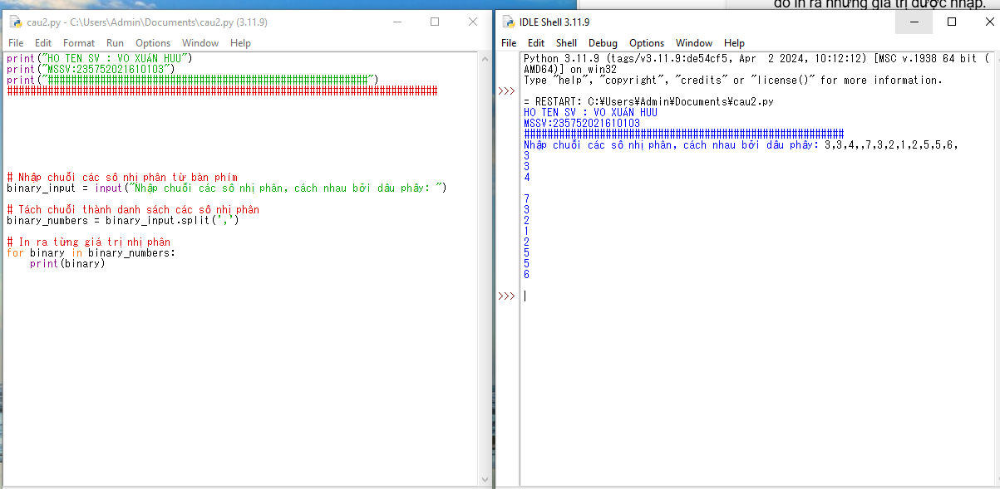 đó in ra những giá trị được nhập.
cau2.py - C:\Users\Admin\Documents\cau2.py (3.11.9)
File Edit Format Run Options Window Help
print("HO TEN SV : VO XUÂN HUU")
print("MSSV:235752021610103")
print("#######################################################")
##########################################################################
# Nhập chuỗi các số nhị phân từ bàn phím
binary_input = input("Nhập chuỗi các số nhị phân, cách nhau bởi dấu phẩy: ")
# Tách chuỗi thành danh sách các số nhị phân
binary_numbers = binary_input.split(',')
# In ra từng giá trị nhị phân
for binary in binary_numbers:
    print(binary)
IDLE Shell 3.11.9
File Edit Shell Debug Options Window Help
Python 3.11.9 (tags/v3.11.9:de54cf5, Apr  2 2024, 10:12:12) [MSC v.1938 64 bit (
AMD64)] on win32
Type "help", "copyright", "credits" or "license()" for more information.
>>>
= RESTART: C:¥Users¥Admin¥Documents¥cau2.py
HO TEN SV : VO XUÂN HUU
MSSV:235752021610103
#######################################################
Nhập chuỗi các số nhị phân, cách nhau bởi dấu phẩy: 3,3,4,,7,3,2,1,2,5,5,6,
3
3
4
7
3
2
1
2
5
5
6
>>>